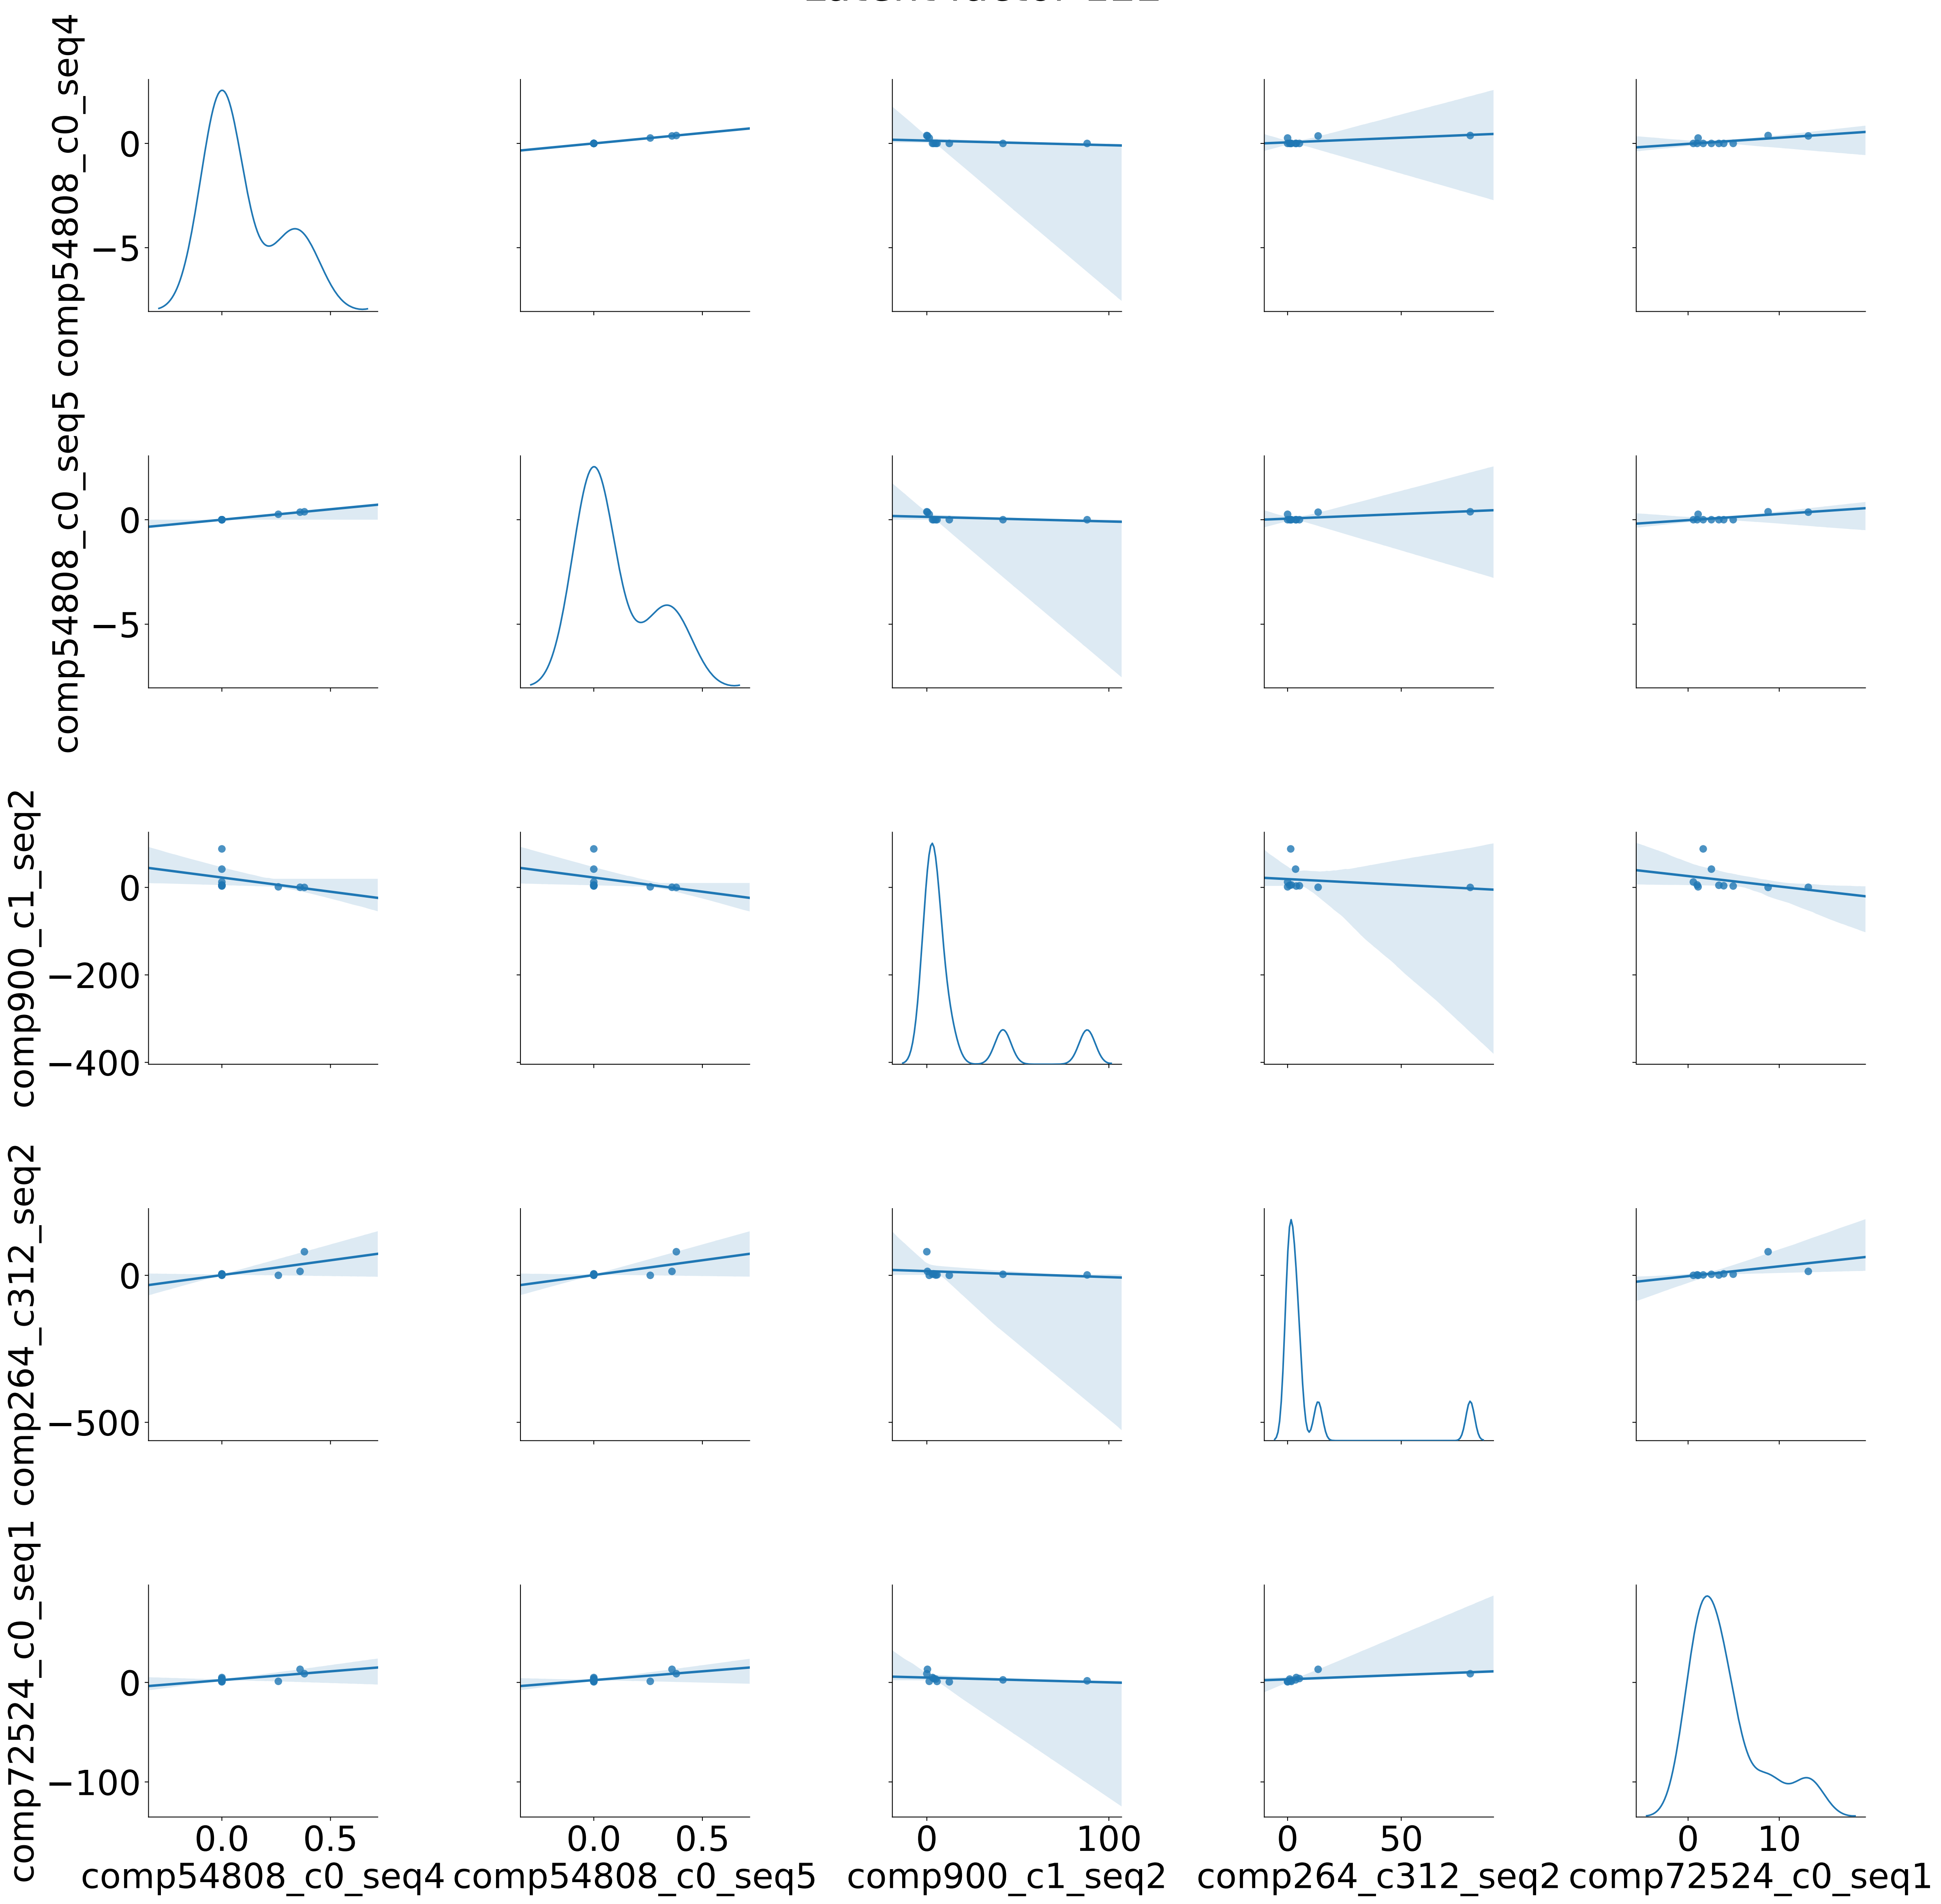 comp54808_c0_seq4
0
−5
comp54808_c0_seq5
0
−5
comp900_c1_seq2
0
−200
−400
comp264_c312_seq2
0
−500
comp72524_c0_seq1
0
−100
0.0 0.5 0.0 0.5 0 100 0 50 0 10
comp54808_c0_seq4 comp54808_c0_seq5 comp900_c1_seq2 comp264_c312_seq2 comp72524_c0_seq1